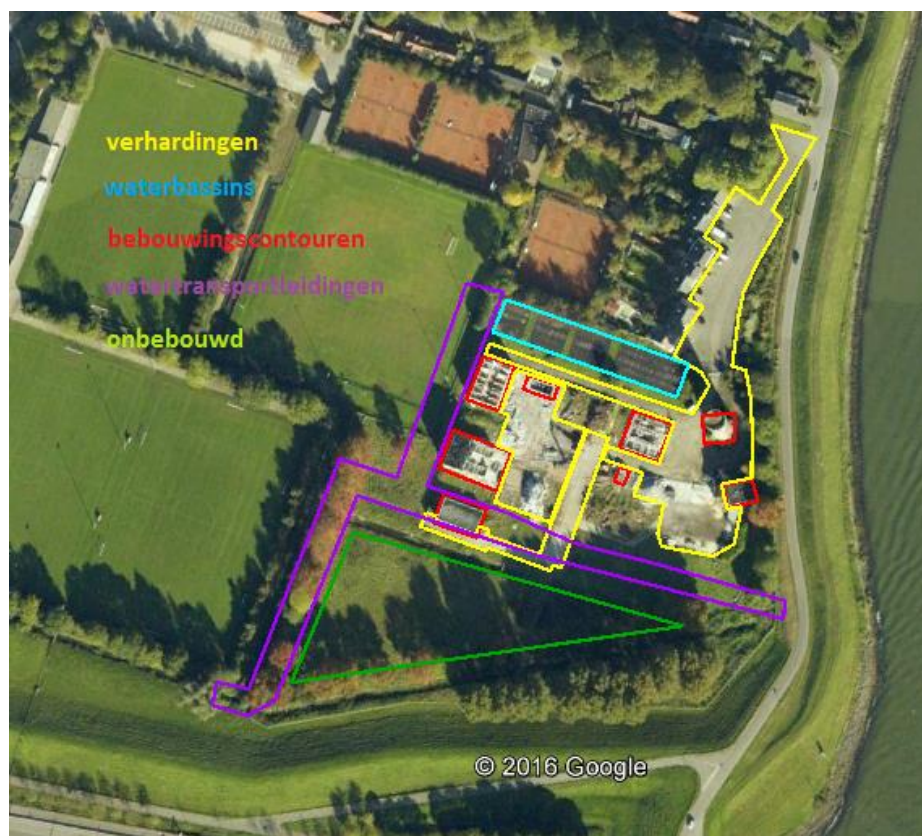 verhardingen
waterbassins
bebouwingscontouren
watertransportleidingen
onbebouwd
© 2016 Google